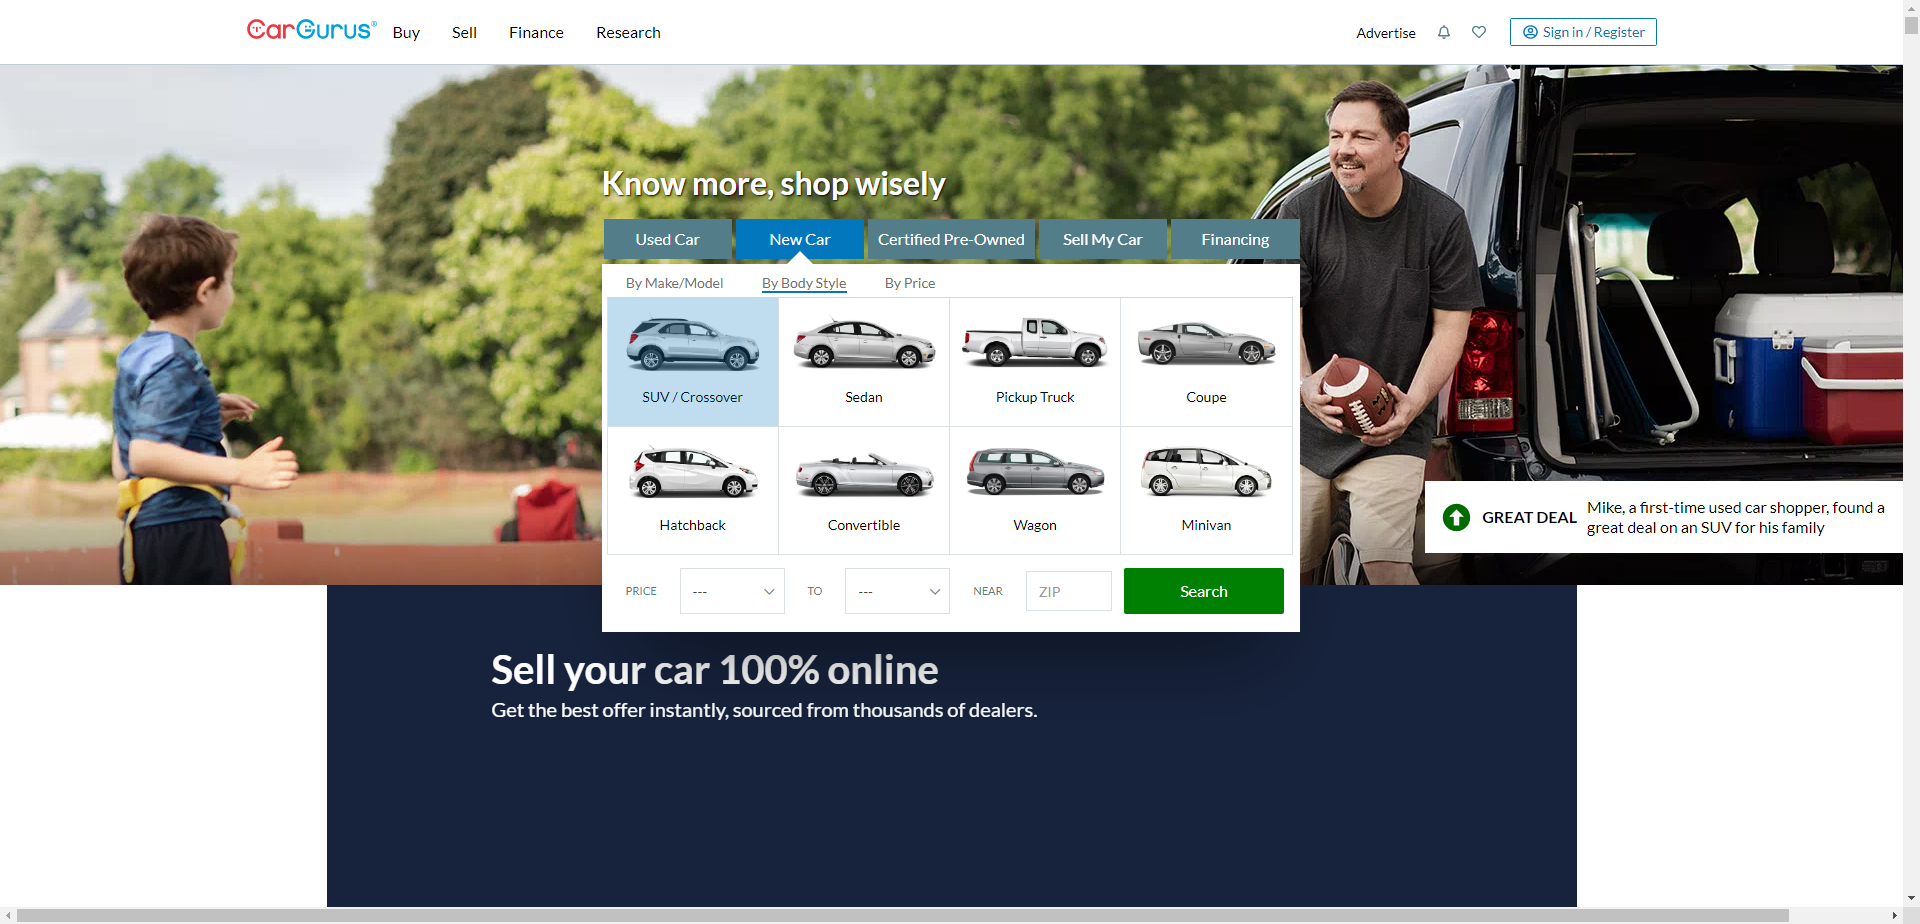 CarGurus®
Buy
Sell
Finance
Research
Advertise
Sign in / Register
Know more, shop wisely
Used Car
New Car
Certified Pre-Owned
Sell My Car
Financing
By Make/Model
By Body Style
By Price
SUV / Crossover
Sedan
Pickup Truck
Coupe
Hatchback
Convertible
Wagon
Minivan
GREAT DEAL
Mike, a first-time used car shopper, found a
great deal on an SUV for his family
PRICE
---
TO
---
NEAR
ZIP
Search
Sell your car 100% online
Get the best offer instantly, sourced from thousands of dealers.